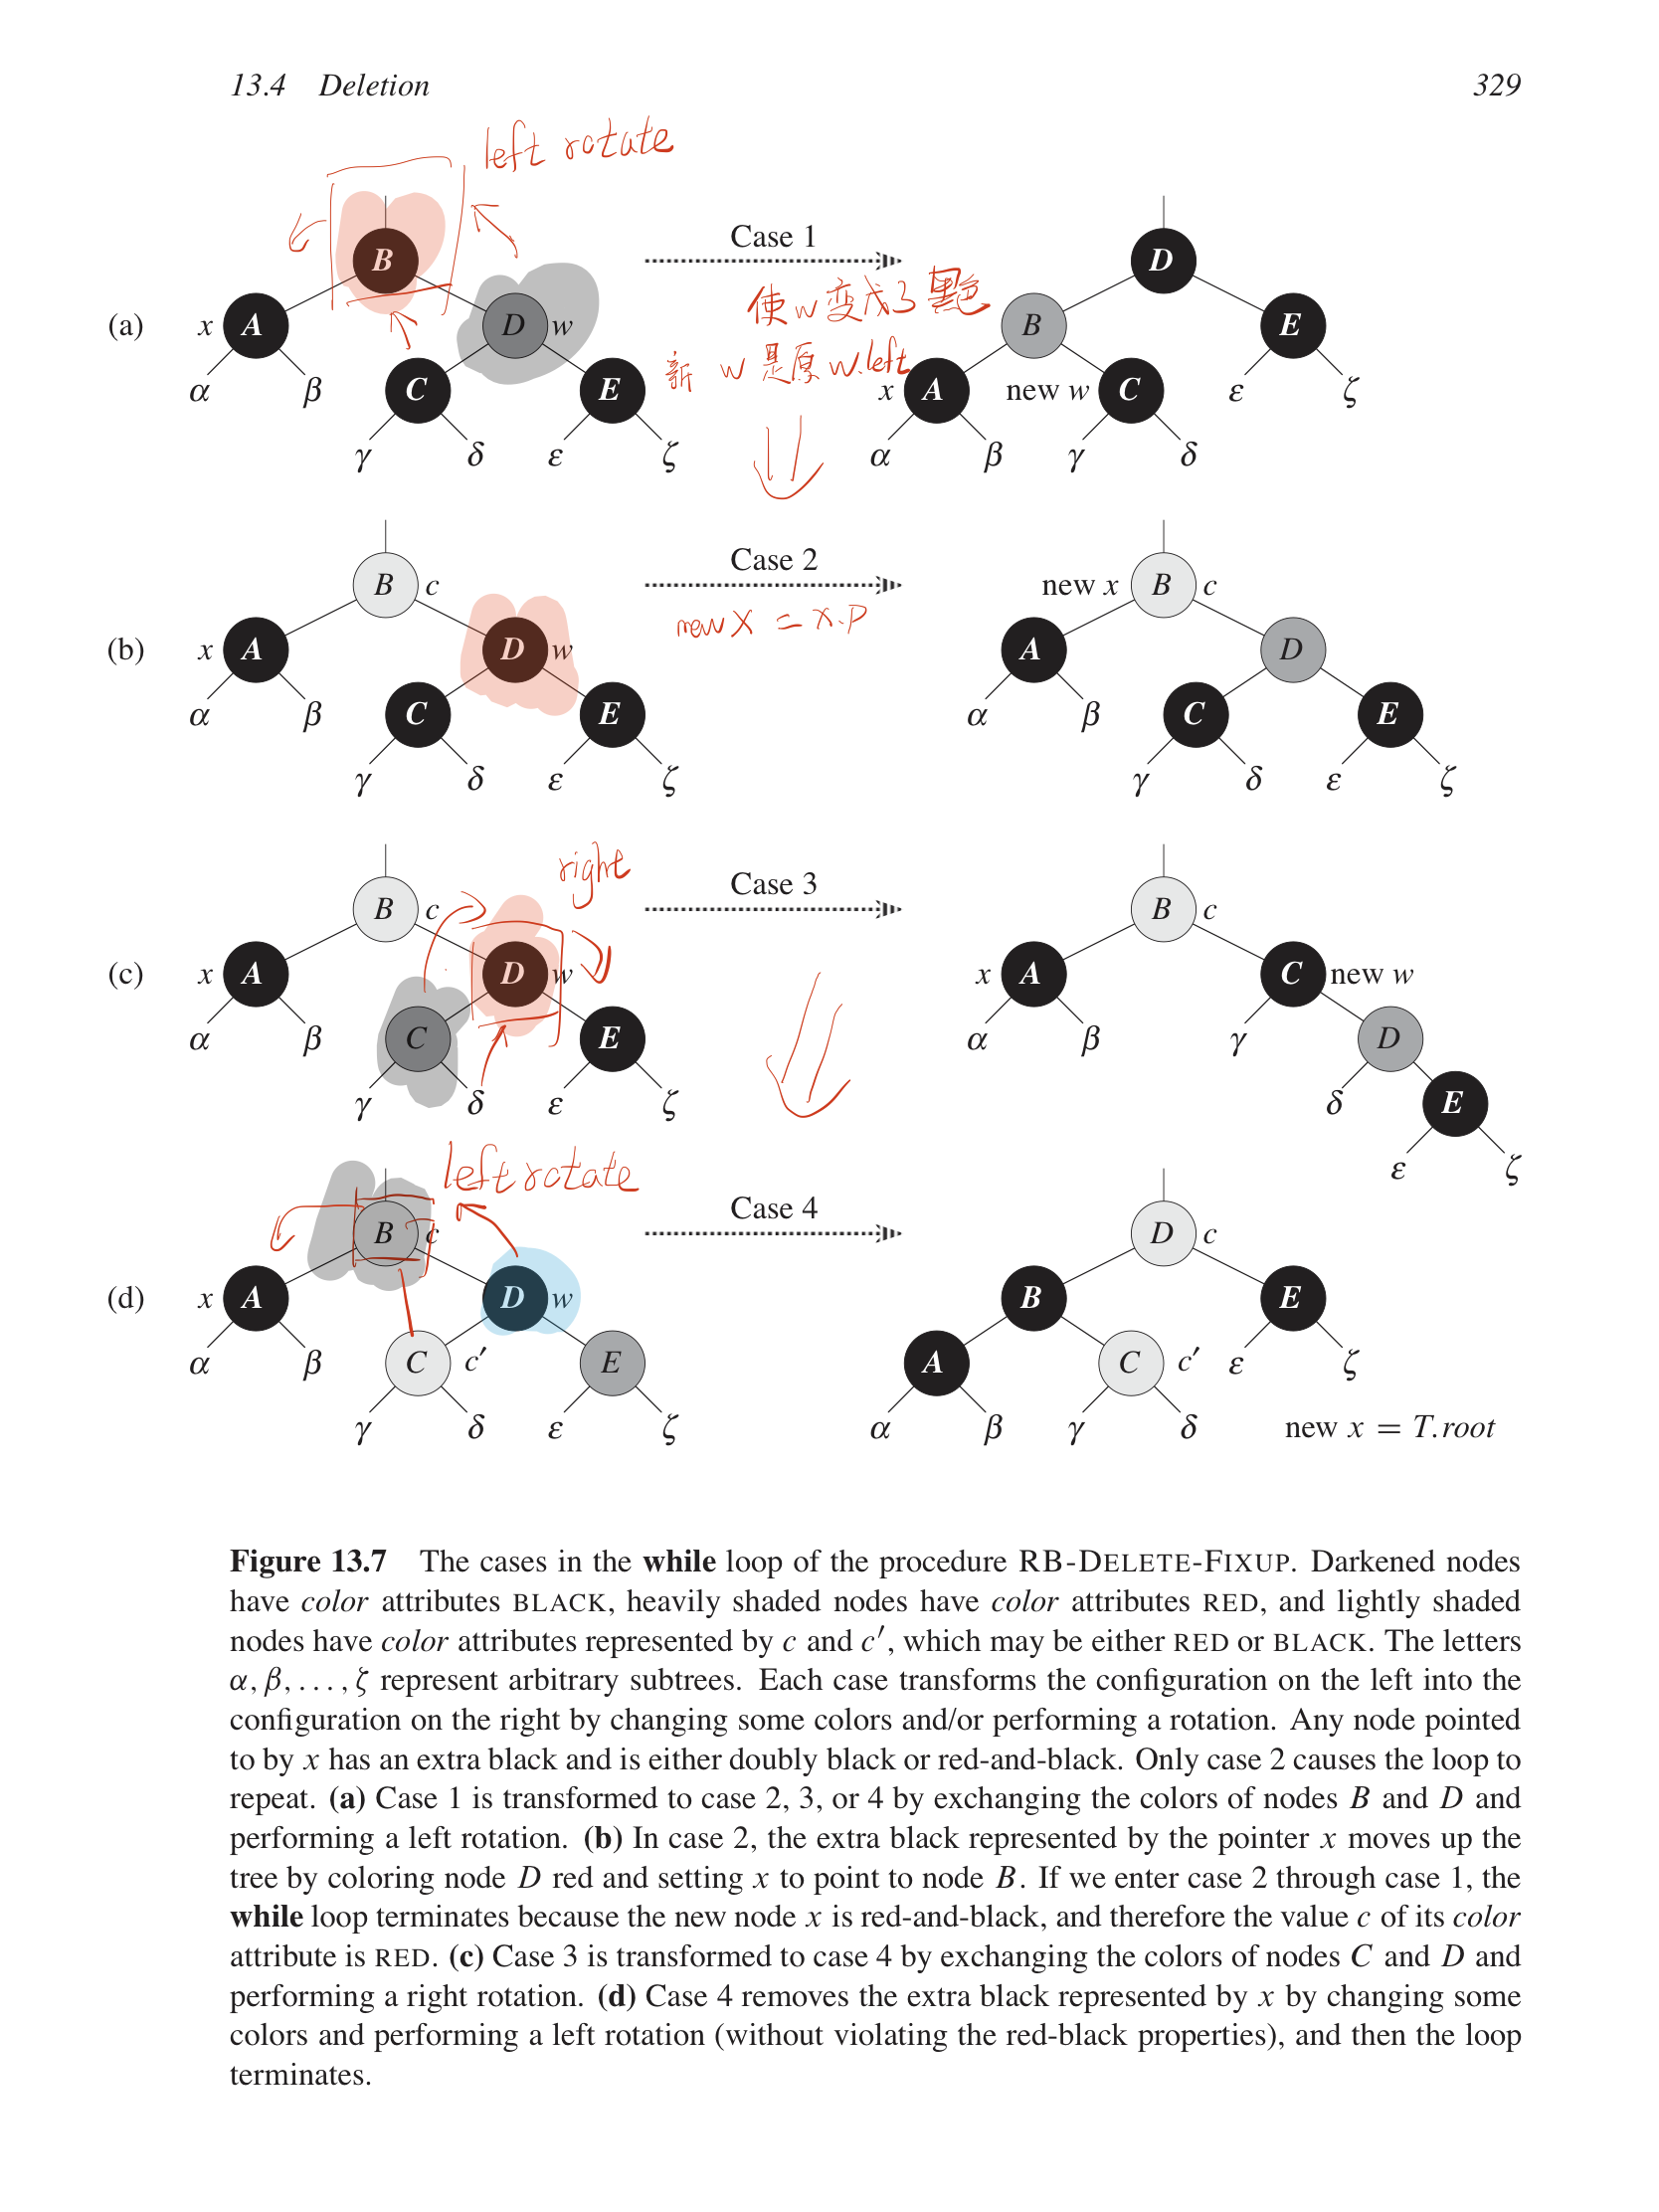 13.4 Deletion 329
left rotate
Case 1
B D
(a) x A D w 使w变成了黑色 B E
α β C E 新 w 是原w.left x A new w C ε ζ
γ δ ε ζ α β γ δ
Case 2
B c new x B c
new X = X.P
(b) x A D w A D
α β C E α β C E
γ δ ε ζ γ δ ε ζ
right
Case 3
B c B c
(c) x A D w x A C new w
α β C E α β γ D
γ δ ε ζ δ E
left rotate ε ζ
Case 4
B c D c
(d) x A D w B E
α β C c′ E A C c′ ε ζ
γ δ ε ζ α β γ δ new x = T.root
Figure 13.7 The cases in the while loop of the procedure RB-DELETE-FIXUP. Darkened nodes
have color attributes BLACK, heavily shaded nodes have color attributes RED, and lightly shaded
nodes have color attributes represented by c and c′, which may be either RED or BLACK. The letters
α, β, . . . , ζ represent arbitrary subtrees. Each case transforms the configuration on the left into the
configuration on the right by changing some colors and/or performing a rotation. Any node pointed
to by x has an extra black and is either doubly black or red-and-black. Only case 2 causes the loop to
repeat. (a) Case 1 is transformed to case 2, 3, or 4 by exchanging the colors of nodes B and D and
performing a left rotation. (b) In case 2, the extra black represented by the pointer x moves up the
tree by coloring node D red and setting x to point to node B. If we enter case 2 through case 1, the
while loop terminates because the new node x is red-and-black, and therefore the value c of its color
attribute is RED. (c) Case 3 is transformed to case 4 by exchanging the colors of nodes C and D and
performing a right rotation. (d) Case 4 removes the extra black represented by x by changing some
colors and performing a left rotation (without violating the red-black properties), and then the loop
terminates.